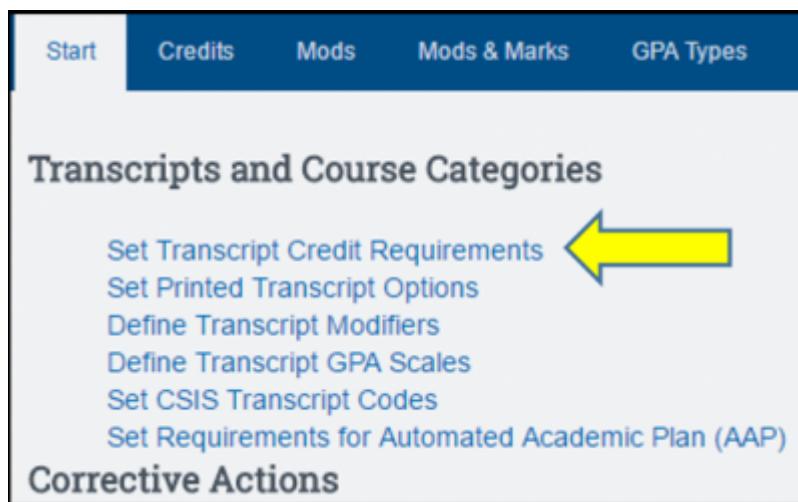 Start Credits Mods Mods & Marks GPA Types
Transcripts and Course Categories
Set Transcript Credit Requirements
Set Printed Transcript Options
Define Transcript Modifiers
Define Transcript GPA Scales
Set CSIS Transcript Codes
Set Requirements for Automated Academic Plan (AAP)
Corrective Actions